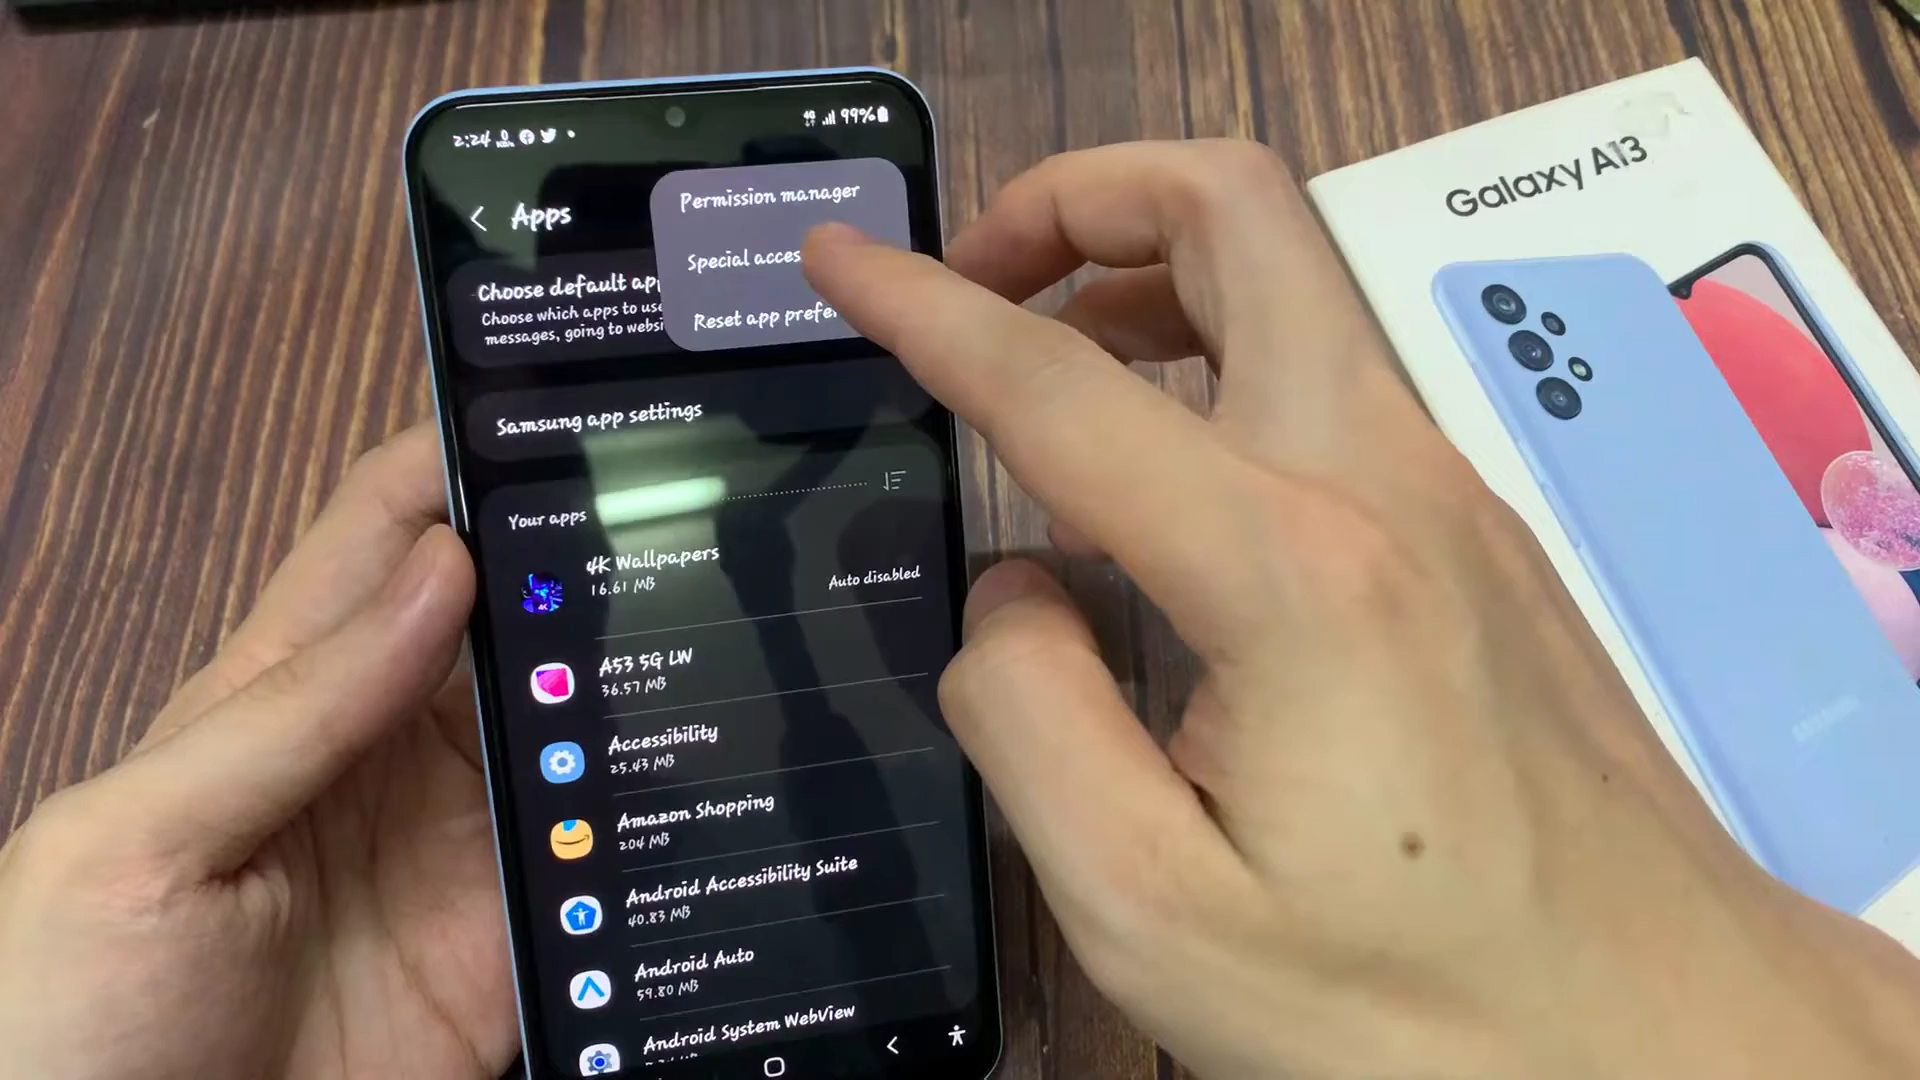 2:24
99%
Apps
Permission manager
Special acces
Reset app prefer
Choose default ap
Choose which apps to use
messages, going to websi
Samsung app settings
Your apps
4K Wallpapers
16.61 MB
Auto disabled
A53 5G LW
36.57 MB
Accessibility
25.43 MB
Amazon Shopping
204 MB
Android Accessibility Suite
40.83 MB
Android Auto
59.80 MB
Android System WebView
Galaxy A13
SAMSUNG